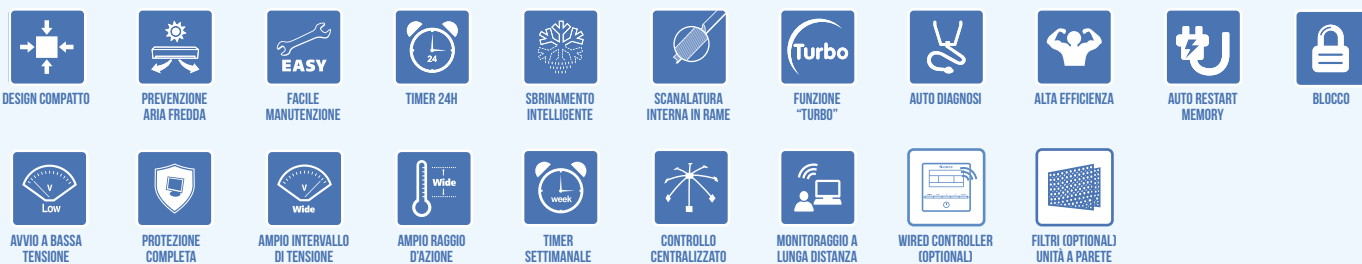 EASY
24
Turbo
DESIGN COMPATTO
PREVENZIONE
ARIA FREDDA
FACILE
MANUTENZIONE
TIMER 24H
SBRINAMENTO
INTELLIGENTE
SCANALATURA
INTERNA IN RAME
FUNZIONE
“TURBO”
AUTO DIAGNOSI
ALTA EFFICIENZA
AUTO RESTART
MEMORY
BLOCCO
V
Low
V
Wide
Wide
week
AVVIO A BASSA
TENSIONE
PROTEZIONE
COMPLETA
AMPIO INTERVALLO
DI TENSIONE
AMPIO RAGGIO
D'AZIONE
TIMER
SETTIMANALE
CONTROLLO
CENTRALIZZATO
MONITORAGGIO A
LUNGA DISTANZA
WIRED CONTROLLER
(OPTIONAL)
FILTRI (OPTIONAL)
UNITÀ A PARETE